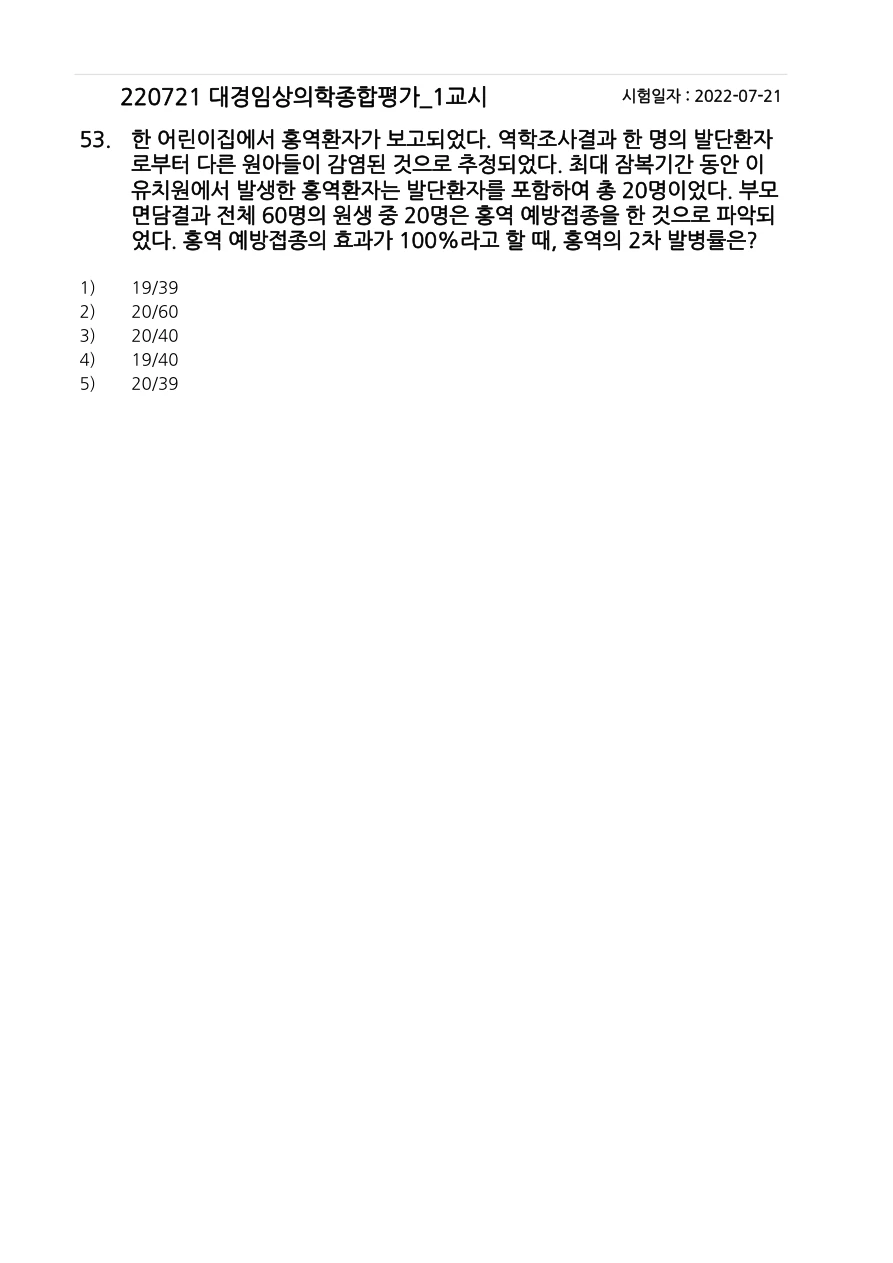 220721 대경임상의학종합평가_1교시 시험일자 : 2022-07-21
53. 한 어린이집에서 홍역환자가 보고되었다. 역학조사결과 한 명의 발단환자
로부터 다른 원아들이 감염된 것으로 추정되었다. 최대 잠복기간 동안 이
유치원에서 발생한 홍역환자는 발단환자를 포함하여 총 20명이었다. 부모
면담결과 전체 60명의 원생 중 20명은 홍역 예방접종을 한 것으로 파악되
었다. 홍역 예방접종의 효과가 100%라고 할 때, 홍역의 2차 발병률은?
1) 19/39
2) 20/60
3) 20/40
4) 19/40
5) 20/39